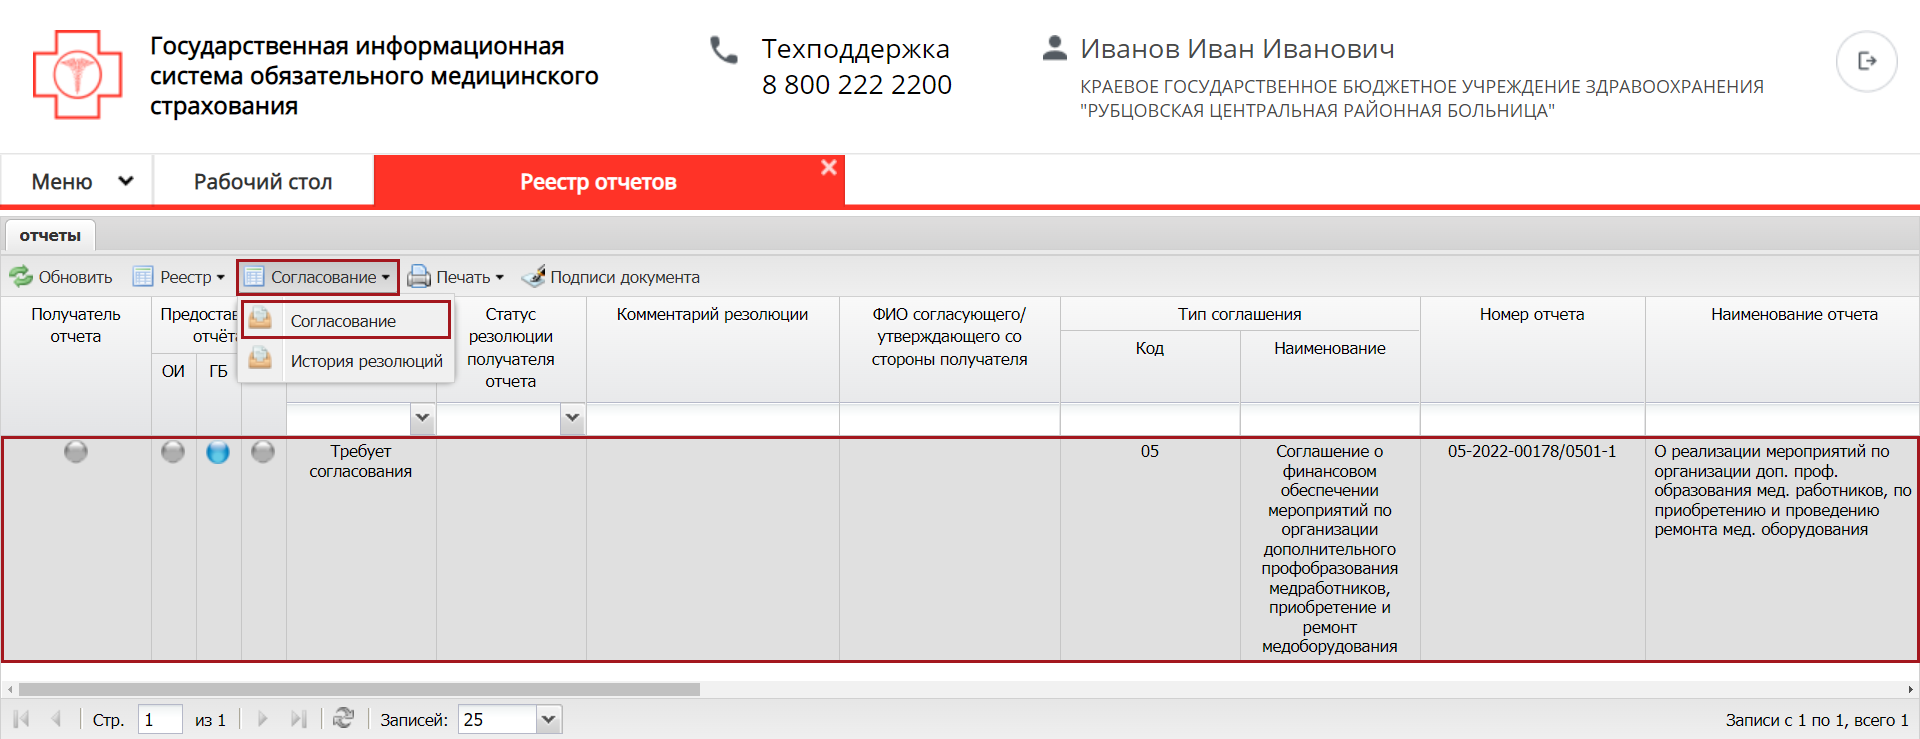 Государственная информационная
система обязательного медицинского
страхования
Техподдержка
8 800 222 2200
Иванов Иван Иванович
КРАЕВОЕ ГОСУДАРСТВЕННОЕ БЮДЖЕТНОЕ УЧРЕЖДЕНИЕ ЗДРАВООХРАНЕНИЯ
"РУБЦОВСКАЯ ЦЕНТРАЛЬНАЯ РАЙОННАЯ БОЛЬНИЦА"
Меню
Рабочий стол
Реестр отчетов
отчеты
Обновить
Реестр
Согласование
Печать
Подписи документа
Согласование
История резолюций
Получатель
отчета
ОИ
ГБ
Статус
резолюции
получателя
отчета
Комментарий резолюции
ФИО согласующего/
утверждающего со
стороны получателя
Тип соглашения
Код
Наименование
Номер отчета
Наименование отчета
Требует
согласования
05
Соглашение о
финансовом
обеспечении
мероприятий по
организации
дополнительного
профобразования
медработников,
приобретение и
ремонт
медоборудования
05-2022-00178/0501-1
О реализации мероприятий по
организации доп. проф.
образования мед. работников, по
приобретению и проведению
ремонта мед. оборудования
Стр.
1
из 1
Записей:
25
Записи с 1 по 1, всего 1